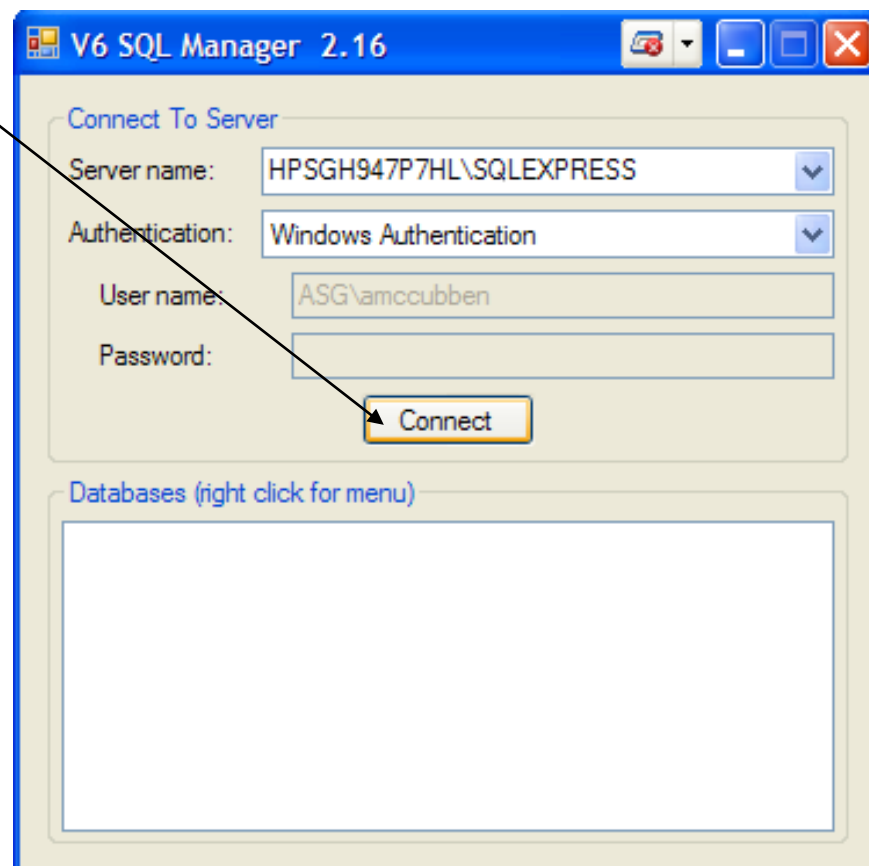 V6 SQL Manager 2.16
Connect To Server
Server name: HPSGH947P7HL\SQLEXPRESS
Authentication: Windows Authentication
User name: ASG\amccubben
Password:
Connect
Databases (right click for menu)